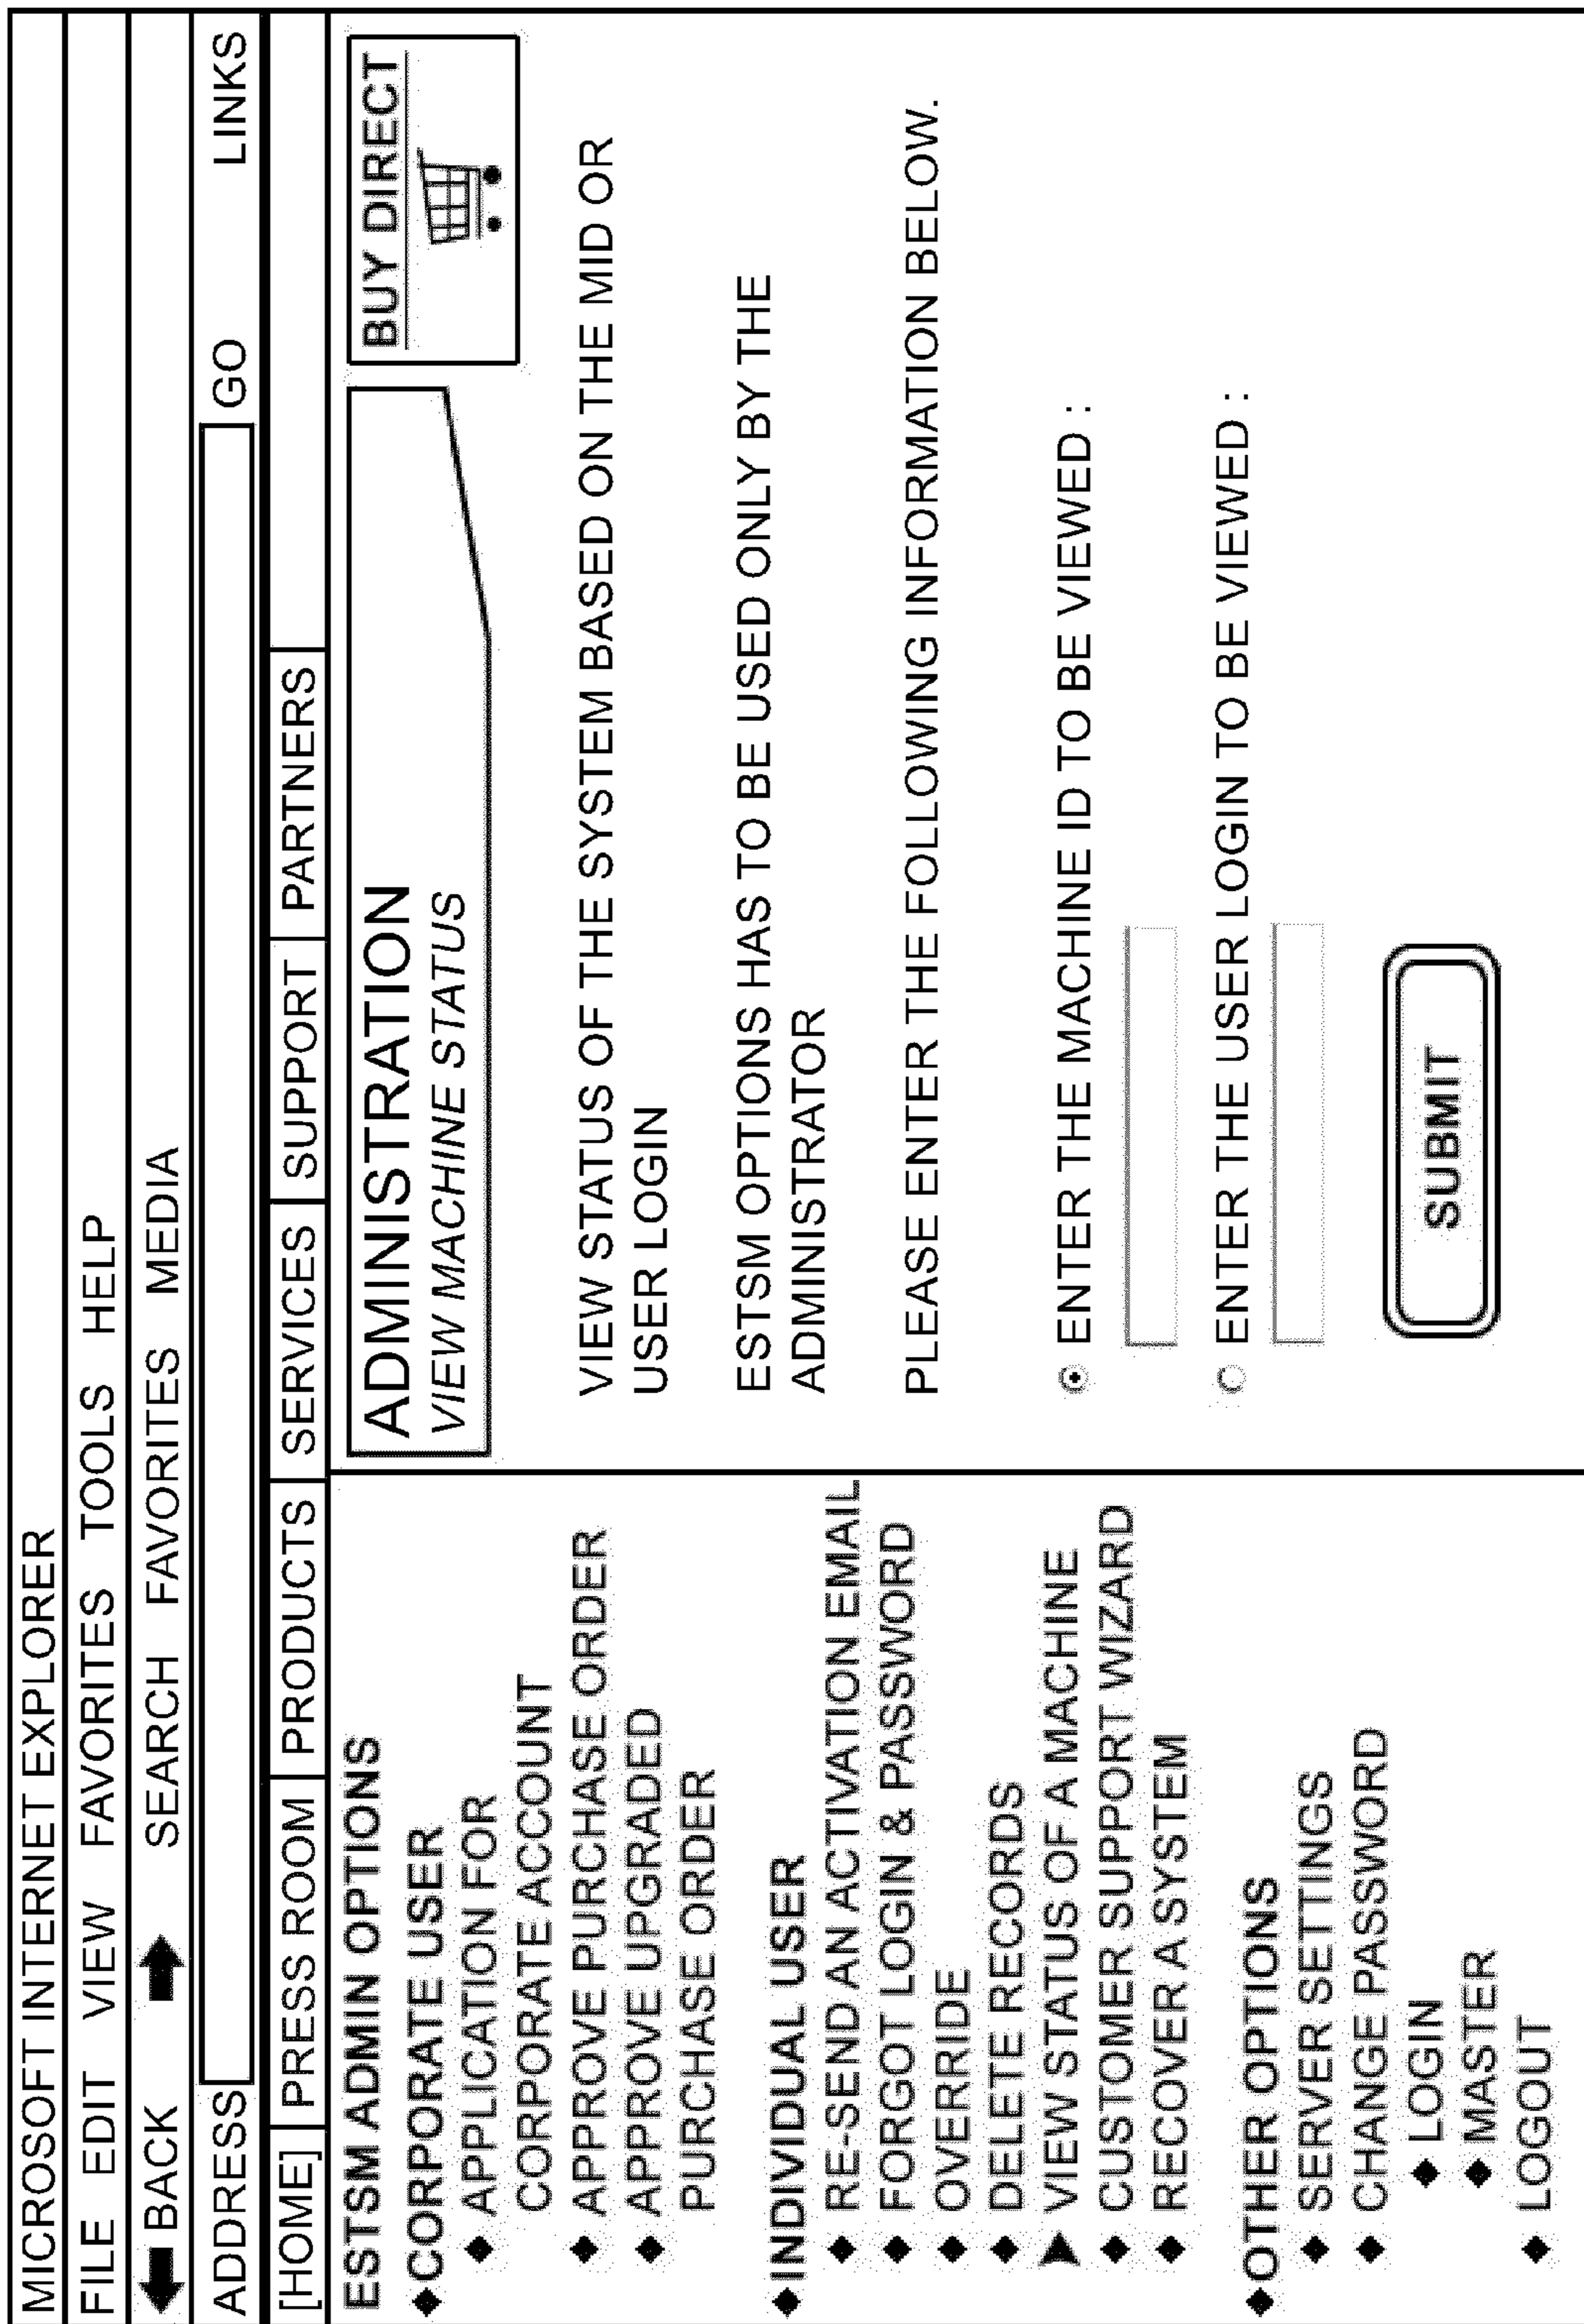 MICROSOFT INTERNET EXPLORER
FILE EDIT VIEW FAVORITES TOOLS HELP
BACK SEARCH FAVORITES MEDIA
ADDRESS GO LINKS
[HOME] PRESS ROOM PRODUCTS SERVICES SUPPORT PARTNERS
ESTSM ADMIN OPTIONS
CORPORATE USER
APPLICATION FOR
CORPORATE ACCOUNT
APPROVE PURCHASE ORDER
APPROVE UPGRADED
PURCHASE ORDER
INDIVIDUAL USER
RE-SEND AN ACTIVATION EMAIL
FORGOT LOGIN & PASSWORD
OVERRIDE
DELETE RECORDS
VIEW STATUS OF A MACHINE
CUSTOMER SUPPORT WIZARD
RECOVER A SYSTEM
OTHER OPTIONS
SERVER SETTINGS
CHANGE PASSWORD
LOGIN
MASTER
LOGOUT
ADMINISTRATION
VIEW MACHINE STATUS
BUY DIRECT
VIEW STATUS OF THE SYSTEM BASED ON THE MID OR
USER LOGIN
ESTSM OPTIONS HAS TO BE USED ONLY BY THE
ADMINISTRATOR
PLEASE ENTER THE FOLLOWING INFORMATION BELOW.
ENTER THE MACHINE ID TO BE VIEWED :
ENTER THE USER LOGIN TO BE VIEWED :
SUBMIT